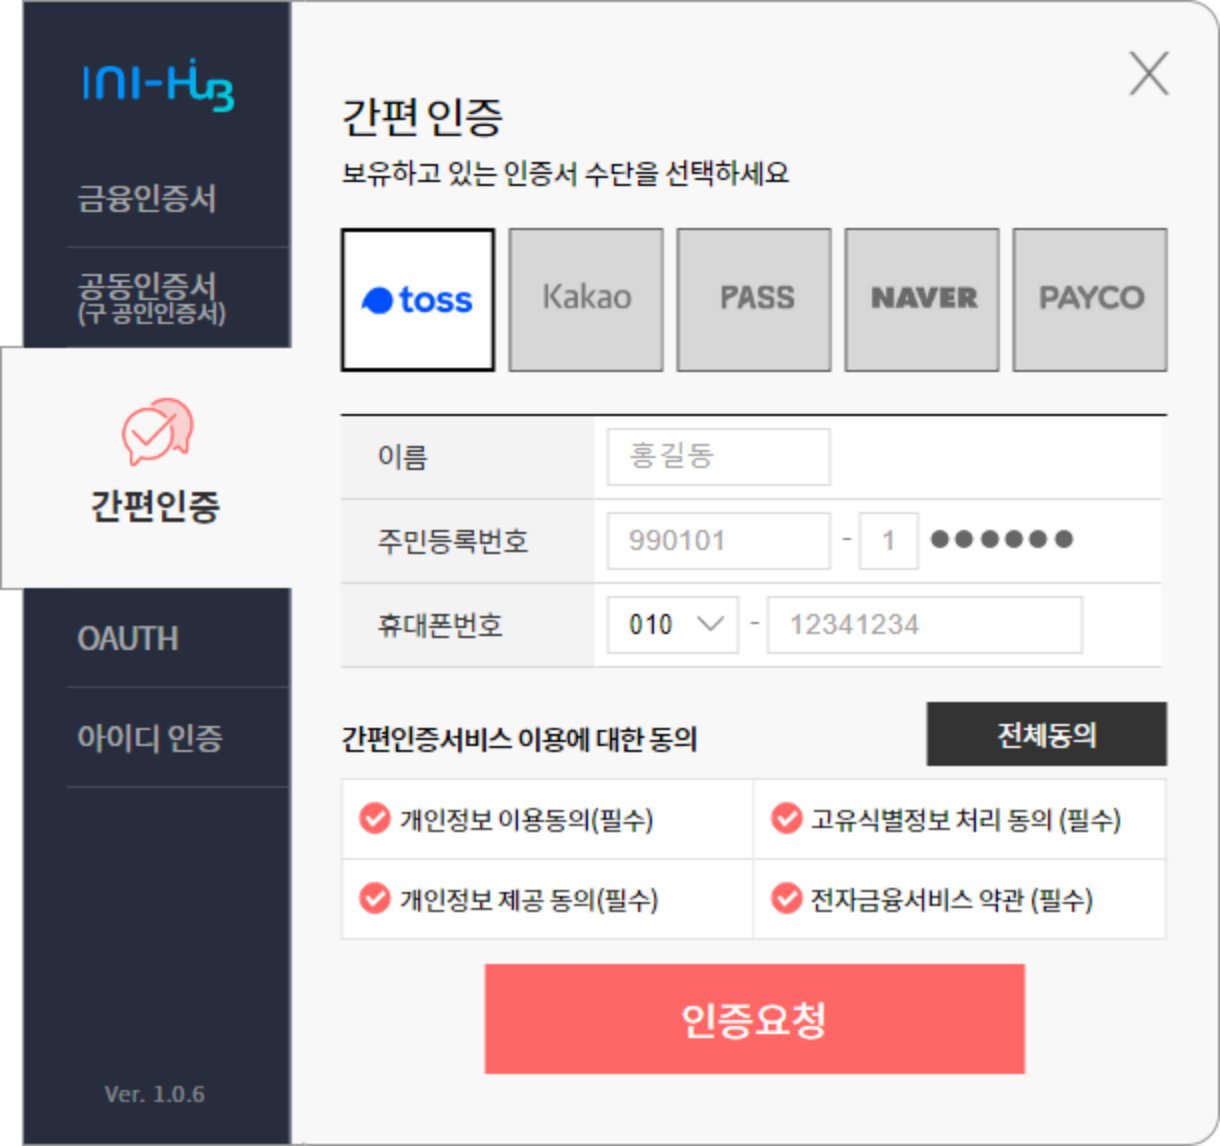 INI-HUB
금융인증서
공동인증서
(구 공인인증서)
간편인증
OAUTH
아이디 인증
Ver. 1.0.6
간편 인증
보유하고 있는 인증서 수단을 선택하세요
toss
Kakao
PASS
NAVER
PAYCO
이름
홍길동
주민등록번호
990101 - 1 ●●●●●●
휴대폰번호
010 - 12341234
간편인증서비스 이용에 대한 동의
전체동의
개인정보 이용동의(필수)
고유식별정보 처리 동의 (필수)
개인정보 제공 동의(필수)
전자금융서비스 약관 (필수)
인증요청